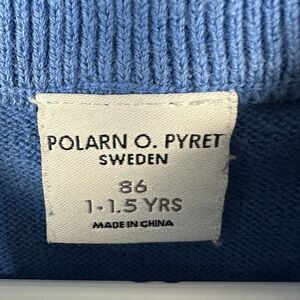 POLARN O. PYRET
SWEDEN
86
1-1.5 YRS
MADE IN CHINA